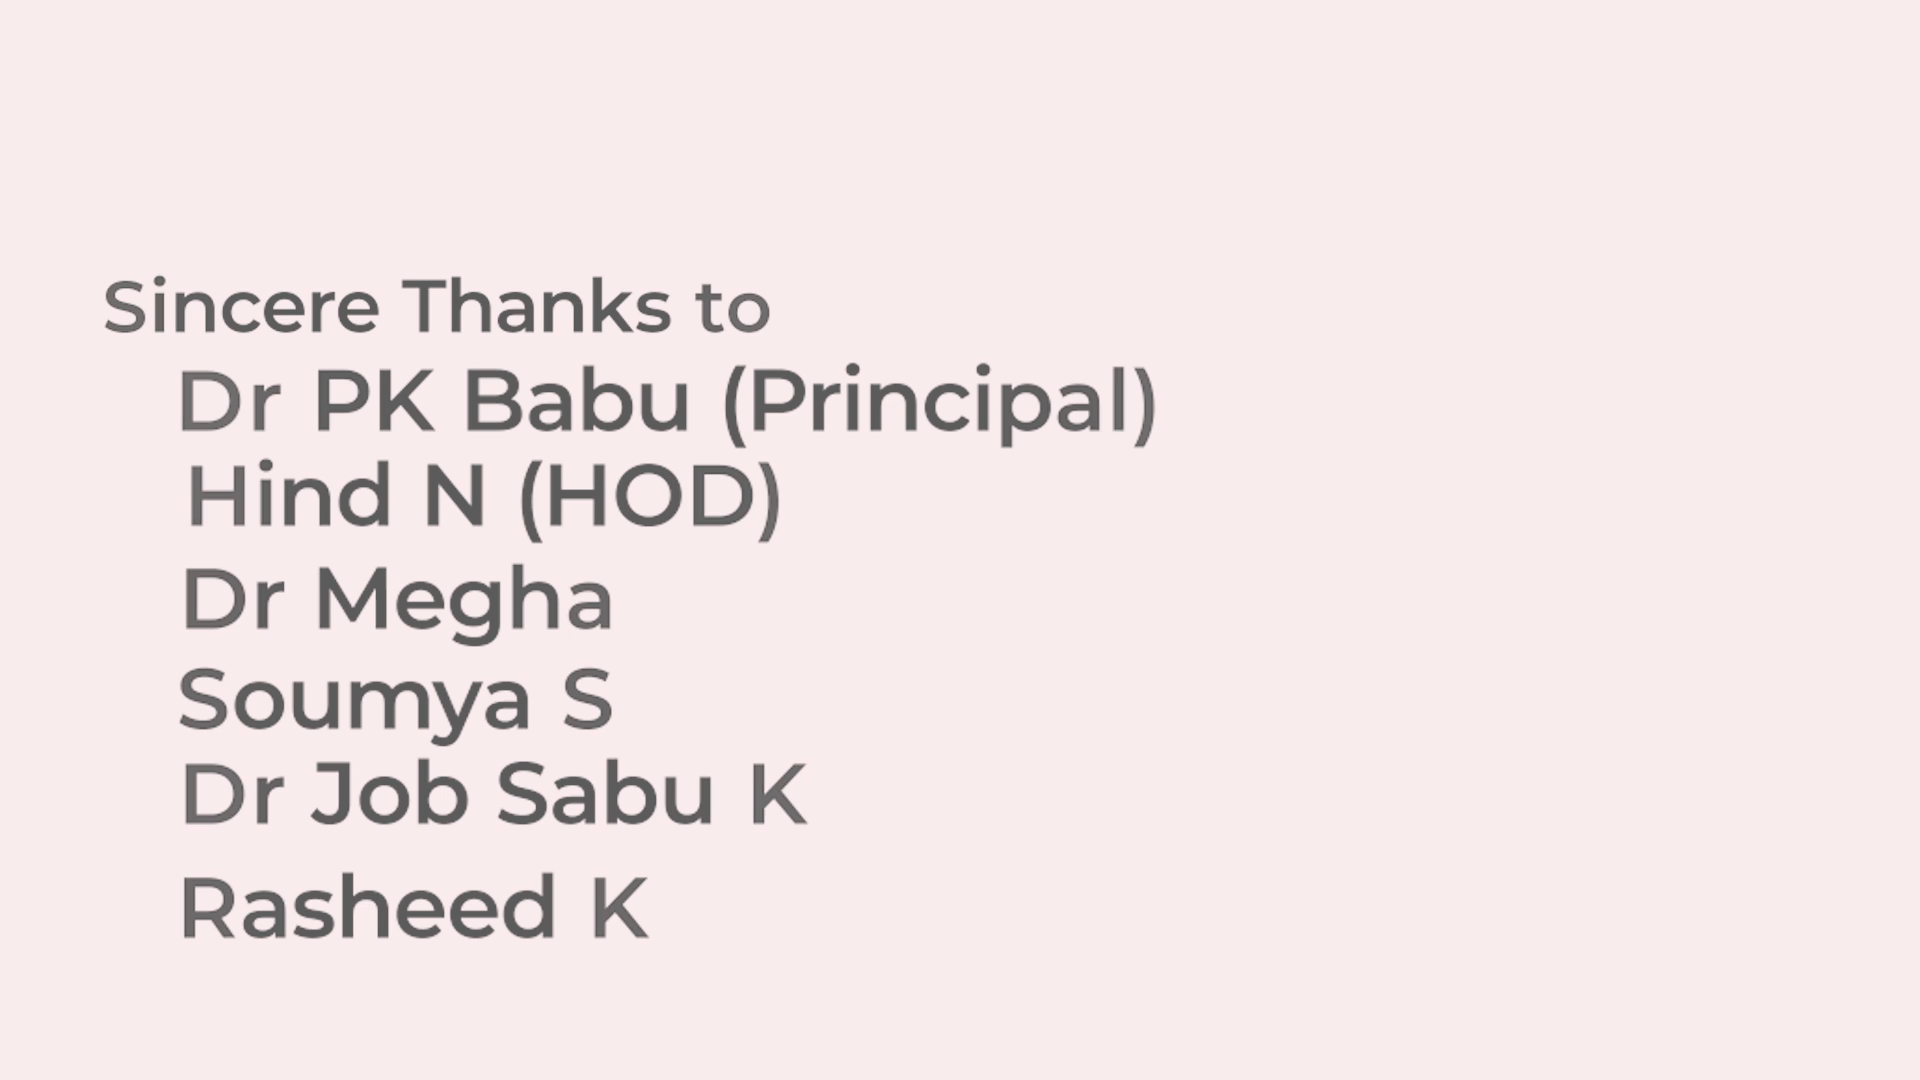 Sincere Thanks to
Dr PK Babu (Principal)
Hind N (HOD)
Dr Megha
Soumya S
Dr Job Sabu K
Rasheed K